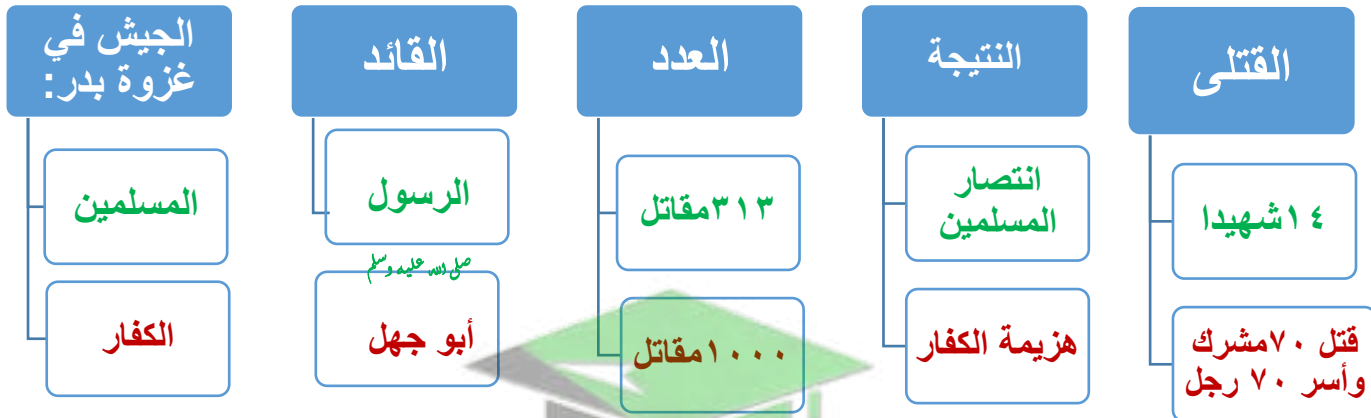 الجيش في
غزوة بدر:
المسلمين
الكفار
القائد
الرسول
صلى الله عليه وسلم
أبو جهل
العدد
٣١٣مقاتل
١٠٠٠مقاتل
النتيجة
انتصار
المسلمين
هزيمة الكفار
القتلى
١٤شهيدا
قتل ٧٠مشرك
وأسر ٧٠ رجل